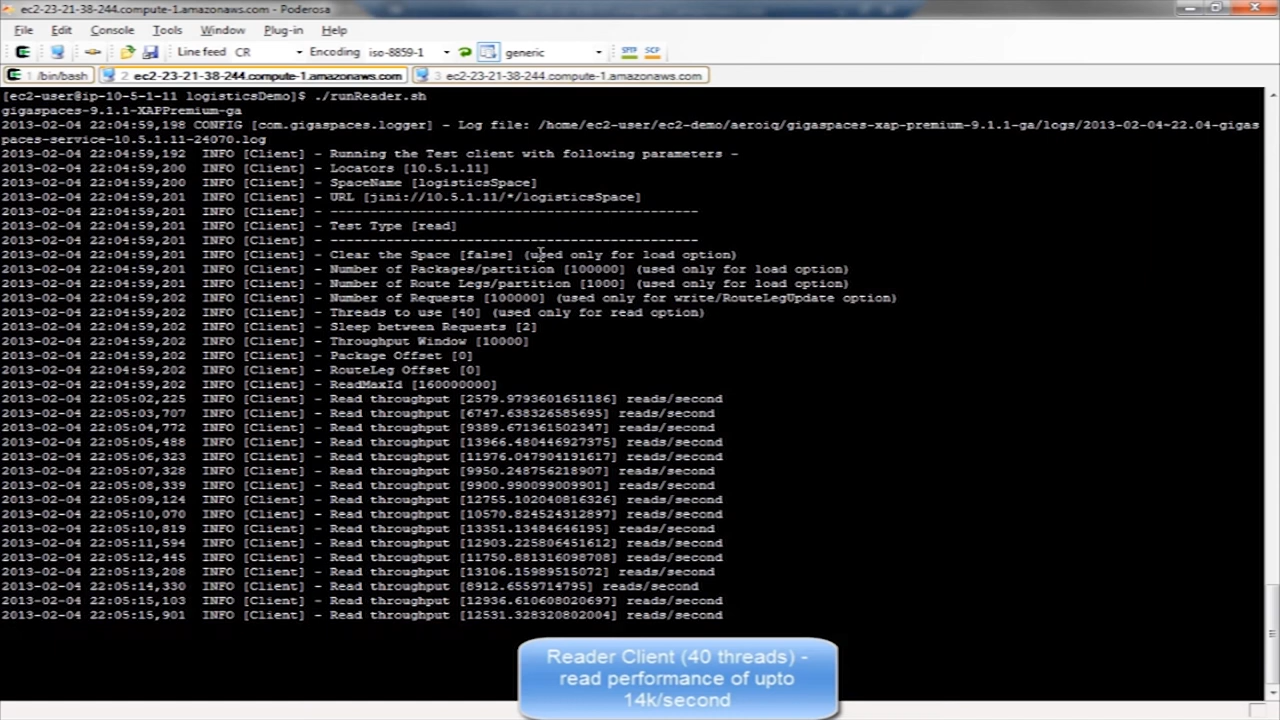 ec2-23-21-38-244.compute-1.amazonaws.com - Poderosa
File Edit Console Tools Window Plug-in Help
Line feed CR Encoding iso-8859-1 generic SFTP SCP
1 /bin/bash 2 ec2-23-21-38-244.compute-1.amazonaws.com 3 ec2-23-21-38-244.compute-1.amazonaws.com
[ec2-user@ip-10-5-1-11 logisticsDemo]$ ./runReader.sh
gigaspaces-9.1.1-XAPPremium-ga
2013-02-04 22:04:59,198 CONFIG [com.gigaspaces.logger] - Log file: /home/ec2-user/ec2-demo/aeroiq/gigaspaces-xap-premium-9.1.1-ga/logs/2013-02-04~22.04-gigas
paces-service-10.5.1.11-24070.log
2013-02-04 22:04:59,192 INFO [Client] - Running the Test client with following parameters -
2013-02-04 22:04:59,200 INFO [Client] - Locators [10.5.1.11]
2013-02-04 22:04:59,200 INFO [Client] - SpaceName [logisticsSpace]
2013-02-04 22:04:59,201 INFO [Client] - URL [jini://10.5.1.11/*/logisticsSpace]
2013-02-04 22:04:59,201 INFO [Client] - ----------------------------------------------
2013-02-04 22:04:59,201 INFO [Client] - Test Type [read]
2013-02-04 22:04:59,201 INFO [Client] - ----------------------------------------------
2013-02-04 22:04:59,201 INFO [Client] - Clear the Space [false] (used only for load option)
2013-02-04 22:04:59,201 INFO [Client] - Number of Packages/partition [100000] (used only for load option)
2013-02-04 22:04:59,201 INFO [Client] - Number of Route Legs/partition [1000] (used only for load option)
2013-02-04 22:04:59,202 INFO [Client] - Number of Requests [100000] (used only for write/RouteLegUpdate option)
2013-02-04 22:04:59,202 INFO [Client] - Threads to use [40] (used only for read option)
2013-02-04 22:04:59,202 INFO [Client] - Sleep between Requests [2]
2013-02-04 22:04:59,202 INFO [Client] - Throughput Window [10000]
2013-02-04 22:04:59,202 INFO [Client] - Package Offset [0]
2013-02-04 22:04:59,202 INFO [Client] - RouteLeg Offset [0]
2013-02-04 22:04:59,202 INFO [Client] - ReadMaxId [160000000]
2013-02-04 22:05:02,225 INFO [Client] - Read throughput [2579.9793601651186] reads/second
2013-02-04 22:05:03,707 INFO [Client] - Read throughput [6747.638326585695] reads/second
2013-02-04 22:05:04,772 INFO [Client] - Read throughput [9389.671361502347] reads/second
2013-02-04 22:05:05,488 INFO [Client] - Read throughput [13966.480446927375] reads/second
2013-02-04 22:05:06,323 INFO [Client] - Read throughput [11976.047904191617] reads/second
2013-02-04 22:05:07,328 INFO [Client] - Read throughput [9950.248756218907] reads/second
2013-02-04 22:05:08,339 INFO [Client] - Read throughput [9900.990099009901] reads/second
2013-02-04 22:05:09,124 INFO [Client] - Read throughput [12755.102040816326] reads/second
2013-02-04 22:05:10,070 INFO [Client] - Read throughput [10570.824524312897] reads/second
2013-02-04 22:05:10,819 INFO [Client] - Read throughput [13351.13484646195] reads/second
2013-02-04 22:05:11,594 INFO [Client] - Read throughput [12903.225806451612] reads/second
2013-02-04 22:05:12,445 INFO [Client] - Read throughput [11750.881316098708] reads/second
2013-02-04 22:05:13,208 INFO [Client] - Read throughput [13106.15989515072] reads/second
2013-02-04 22:05:14,330 INFO [Client] - Read throughput [8912.6559714795] reads/second
2013-02-04 22:05:15,103 INFO [Client] - Read throughput [12936.610608020697] reads/second
2013-02-04 22:05:15,901 INFO [Client] - Read throughput [12531.328320802004] reads/second
Reader Client (40 threads) -
read performance of upto
14k/second